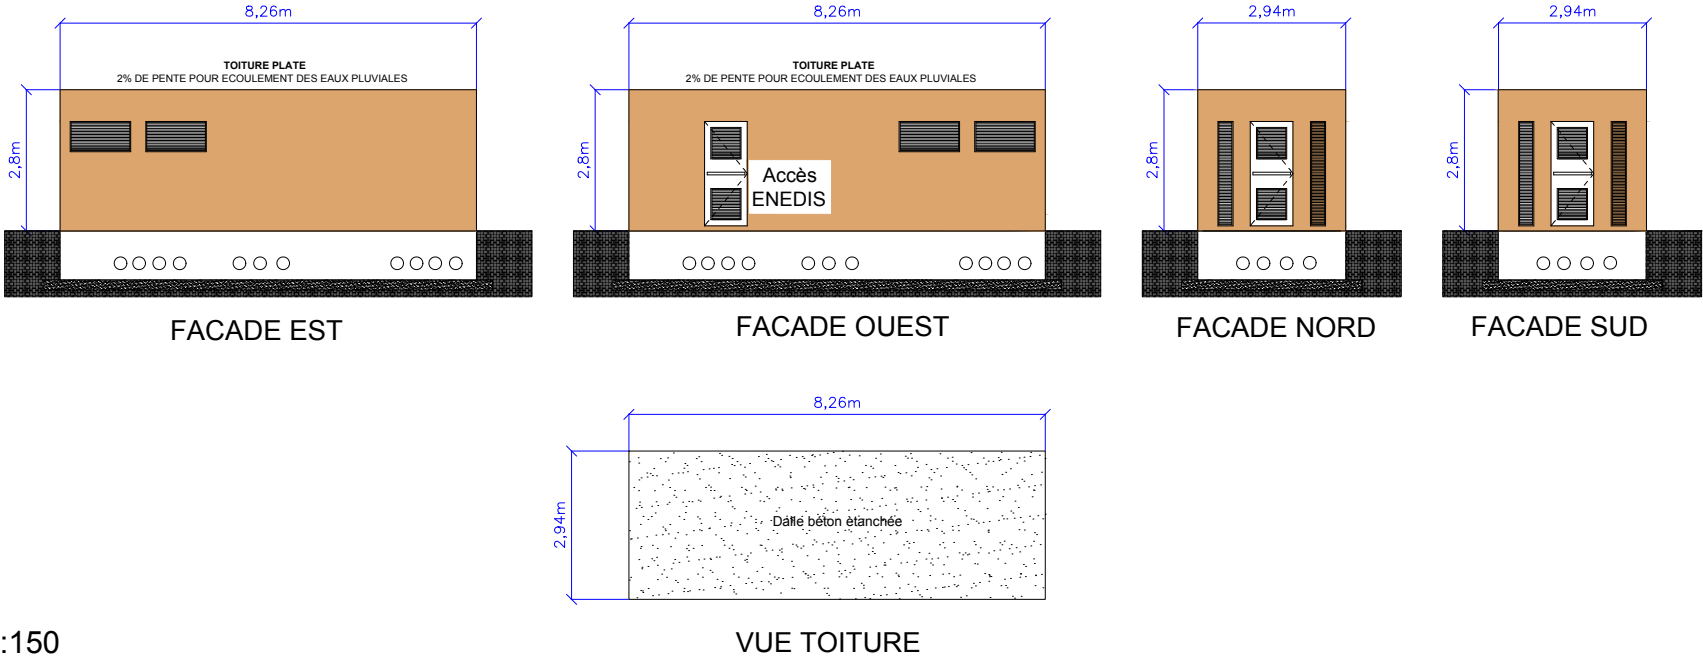 8,26m
8,26m
2,94m
2,94m
TOITURE PLATE
2% DE PENTE POUR ECOULEMENT DES EAUX PLUVIALES
TOITURE PLATE
2% DE PENTE POUR ECOULEMENT DES EAUX PLUVIALES
2,8m
2,8m
2,8m
2,8m
Accès
ENEDIS
FACADE EST
FACADE OUEST
FACADE NORD
FACADE SUD
8,26m
2,94m
Dalle béton étanchée
:150
VUE TOITURE